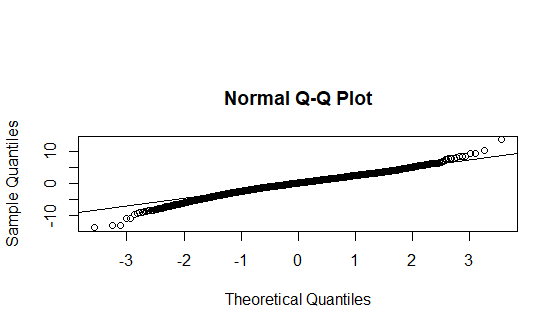 Normal Q-Q Plot
Sample Quantiles
10
0
-10
-3 -2 -1 0 1 2 3
Theoretical Quantiles